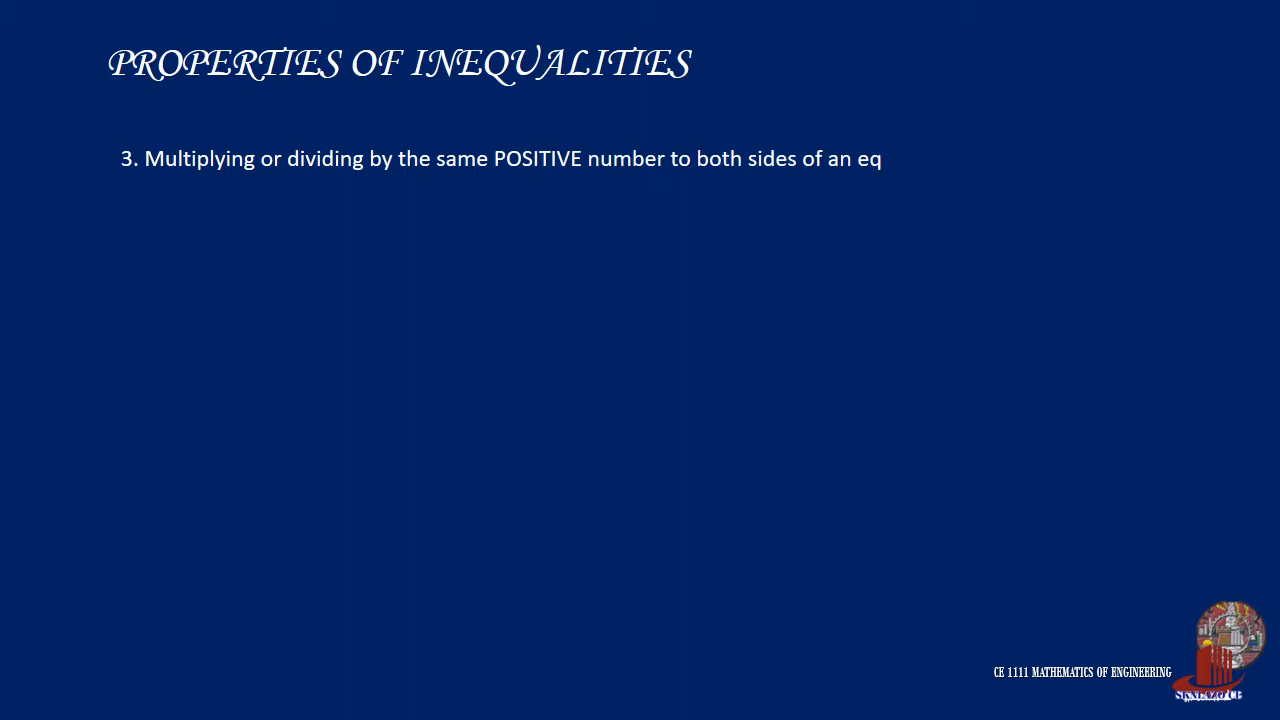 PROPERTIES OF INEQUALITIES
3. Multiplying or dividing by the same POSITIVE number to both sides of an eq
CE 1111 MATHEMATICS OF ENGINEERING